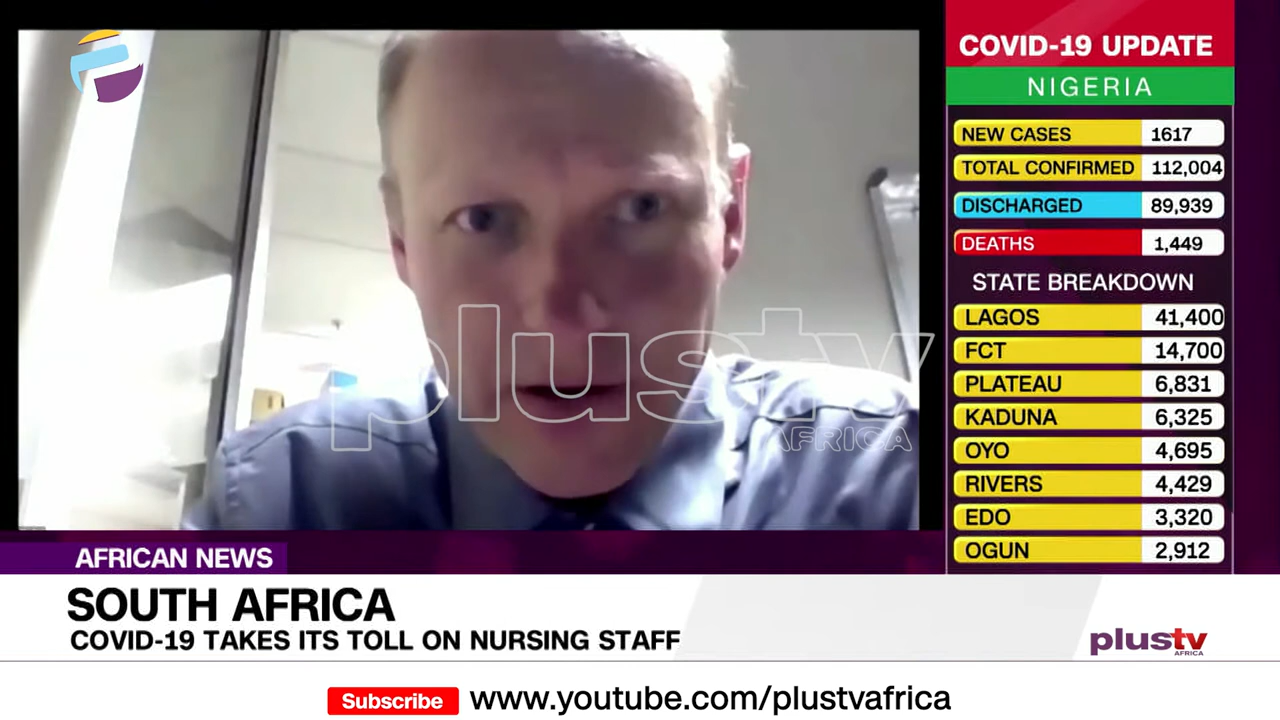 COVID-19 UPDATE
NIGERIA
NEW CASES 1617
TOTAL CONFIRMED 112,004
DISCHARGED 89,939
DEATHS 1,449
STATE BREAKDOWN
LAGOS 41,400
FCT 14,700
PLATEAU 6,831
KADUNA 6,325
OYO 4,695
RIVERS 4,429
EDO 3,320
OGUN 2,912
plustv
AFRICA
AFRICAN NEWS
SOUTH AFRICA
COVID-19 TAKES ITS TOLL ON NURSING STAFF
plustv
AFRICA
Subscribe www.youtube.com/plustvafrica